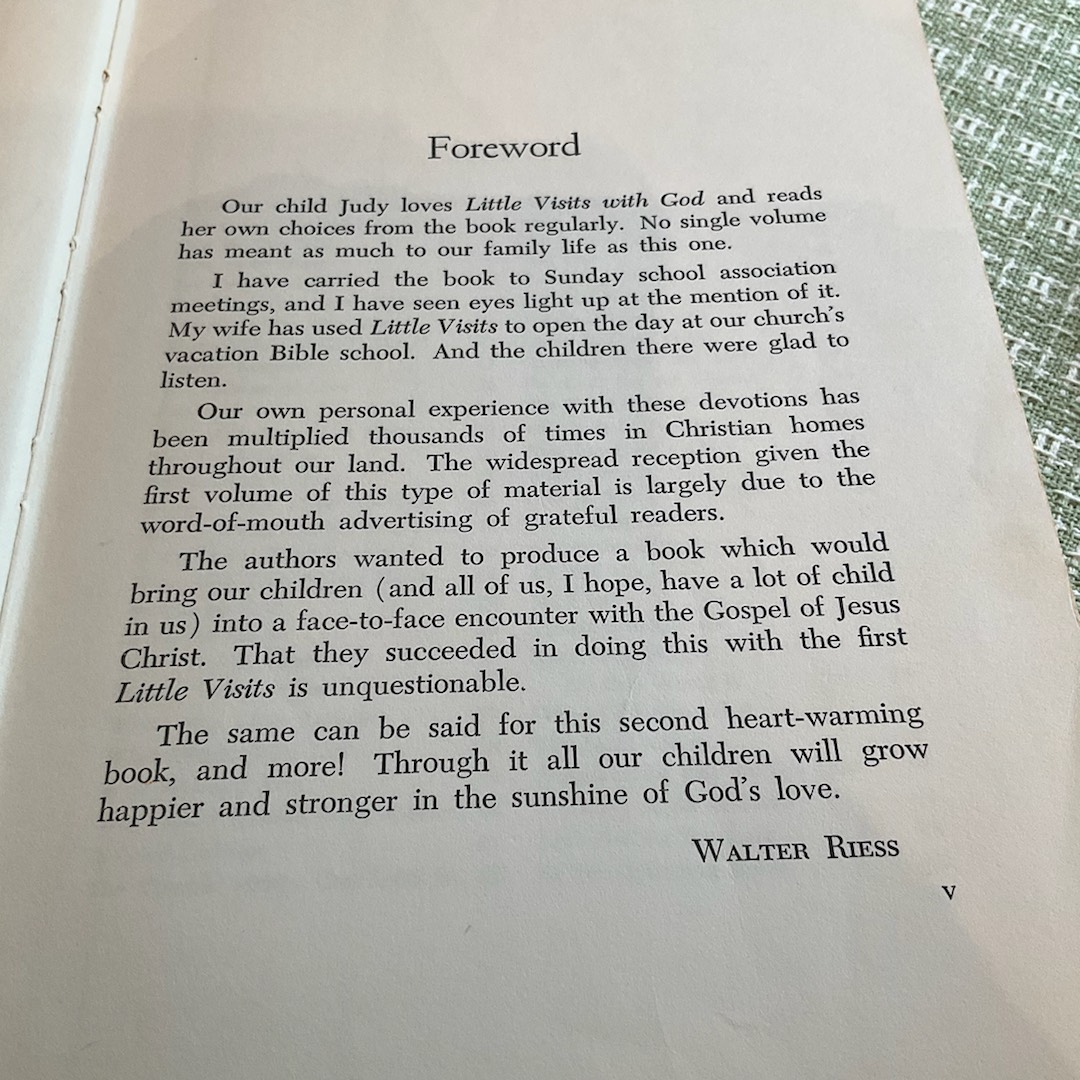 Foreword
Our child Judy loves Little Visits with God and reads
her own choices from the book regularly. No single volume
has meant as much to our family life as this one.
I have carried the book to Sunday school association
meetings, and I have seen eyes light up at the mention of it.
My wife has used Little Visits to open the day at our church's
vacation Bible school. And the children there were glad to
listen.
Our own personal experience with these devotions has
been multiplied thousands of times in Christian homes
throughout our land. The widespread reception given the
first volume of this type of material is largely due to the
word-of-mouth advertising of grateful readers.
The authors wanted to produce a book which would
bring our children (and all of us, I hope, have a lot of child
in us) into a face-to-face encounter with the Gospel of Jesus
Christ. That they succeeded in doing this with the first
Little Visits is unquestionable.
The same can be said for this second heart-warming
book, and more! Through it all our children will grow
happier and stronger in the sunshine of God's love.
WALTER RIESS
v